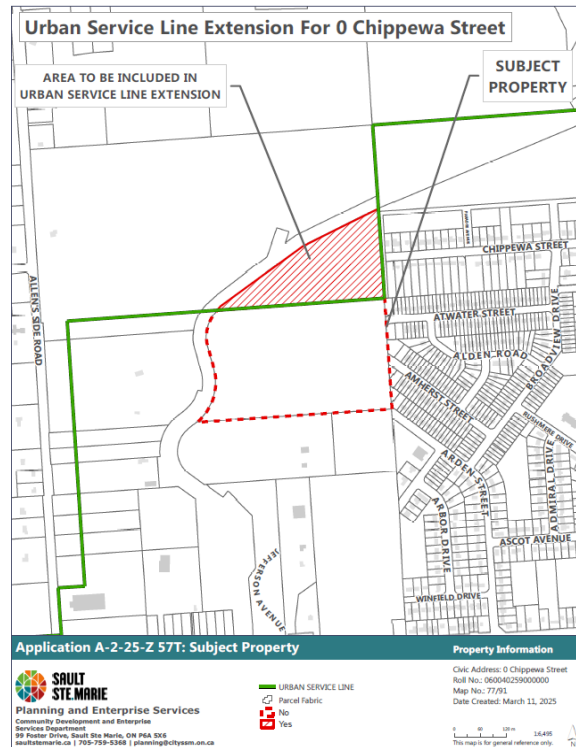 Urban Service Line Extension For 0 Chippewa Street
AREA TO BE INCLUDED IN
URBAN SERVICE LINE EXTENSION
SUBJECT
PROPERTY
CHIPPEWA STREET
ATWATER STREET
ALDEN ROAD
BROADVIEW DRIVE
AMHERST STREET
RUSHMERE DRIVE
ARDEN STREET
ADMIRAL DRIVE
ARBOR DRIVE
ASCOT AVENUE
WINFIELD DRIVE
ALLEN'S SIDE ROAD
JEFFERSON AVENUE
Application A-2-25-Z 57T: Subject Property
Property Information
SAULT
STE. MARIE
Planning and Enterprise Services
Community Development and Enterprise
Services Department
99 Foster Drive, Sault Ste Marie, ON P6A 5X6
saultstemarie.ca | 705-759-5368 | planning@cityssm.on.ca
URBAN SERVICE LINE
Parcel Fabric
No
Yes
Civic Address: 0 Chippewa Street
Roll No.: 060040259000000
Map No.: 77/91
Date Created: March 11, 2025
0 60 120 m
1:6,495
This map is for general reference only.